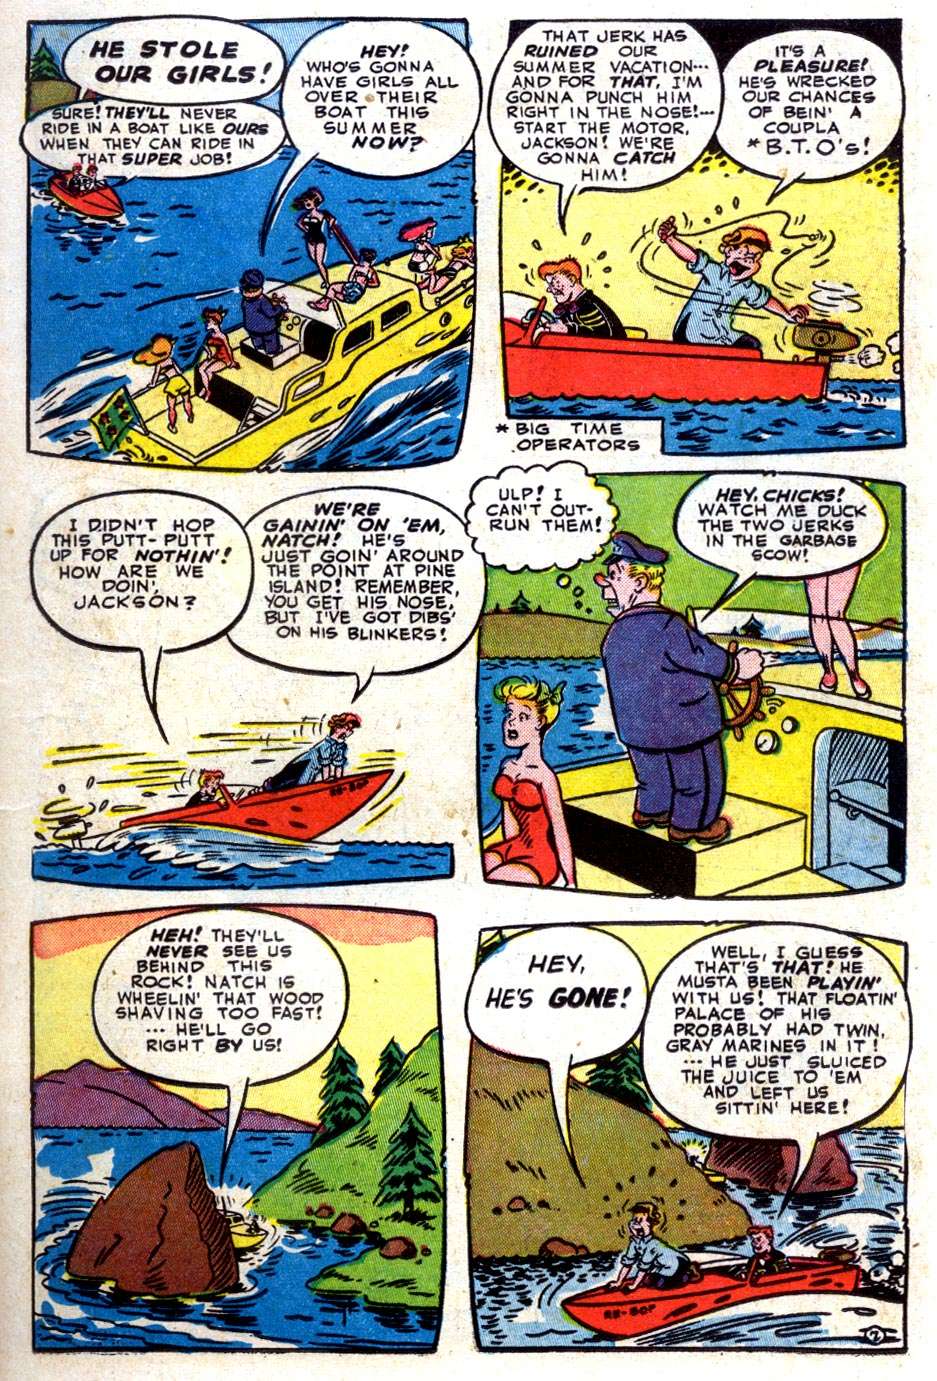 HE STOLE
OUR GIRLS!
SURE! THEY'LL NEVER
RIDE IN A BOAT LIKE OURS
WHEN THEY CAN RIDE IN
THAT SUPER JOB!
HEY!
WHO'S GONNA
HAVE GIRLS ALL
OVER THEIR
BOAT THIS
SUMMER
NOW?
THAT JERK HAS
RUINED OUR
SUMMER VACATION---
AND FOR THAT, I'M
GONNA PUNCH HIM
RIGHT IN THE NOSE!---
START THE MOTOR,
JACKSON! WE'RE
GONNA CATCH
HIM!
IT'S A
PLEASURE!
HE'S WRECKED
OUR CHANCES
OF BEIN' A
COUPLA
*B.T.O's!
* BIG TIME
OPERATORS
I DIDN'T HOP
THIS PUTT-PUTT
UP FOR NOTHIN'!
HOW ARE WE
DOIN',
JACKSON?
WE'RE
GAININ' ON 'EM,
NATCH! HE'S
JUST GOIN' AROUND
THE POINT AT PINE
ISLAND! REMEMBER,
YOU GET HIS NOSE,
BUT I'VE GOT DIBS'
ON HIS BLINKERS!
RE-BOP
ULP! I
CAN'T OUT-
RUN THEM!
HEY, CHICKS!
WATCH ME DUCK
THE TWO JERKS
IN THE GARBAGE
SCOW!
HEH! THEY'LL
NEVER SEE US
BEHIND THIS
ROCK! NATCH IS
WHEELIN' THAT WOOD
SHAVING TOO FAST!
--- HE'LL GO
RIGHT BY US!
HEY,
HE'S GONE!
WELL, I GUESS
THAT'S THAT! HE
MUSTA BEEN PLAYIN'
WITH US! THAT FLOATIN'
PALACE OF HIS
PROBABLY HAD TWIN,
GRAY MARINES IN IT!
--- HE JUST SLUICED
THE JUICE TO 'EM
AND LEFT US
SITTIN' HERE!
RE-BOP
2